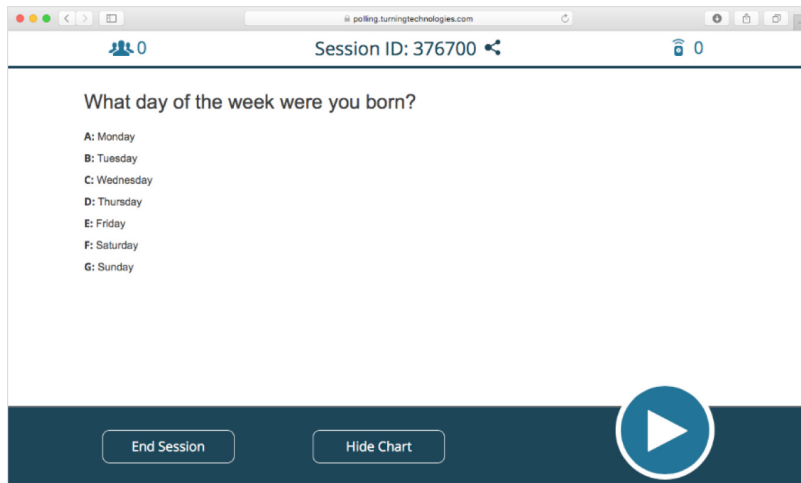 polling.turningtechnologies.com
0
Session ID: 376700
0
What day of the week were you born?
A: Monday
B: Tuesday
C: Wednesday
D: Thursday
E: Friday
F: Saturday
G: Sunday
End Session
Hide Chart